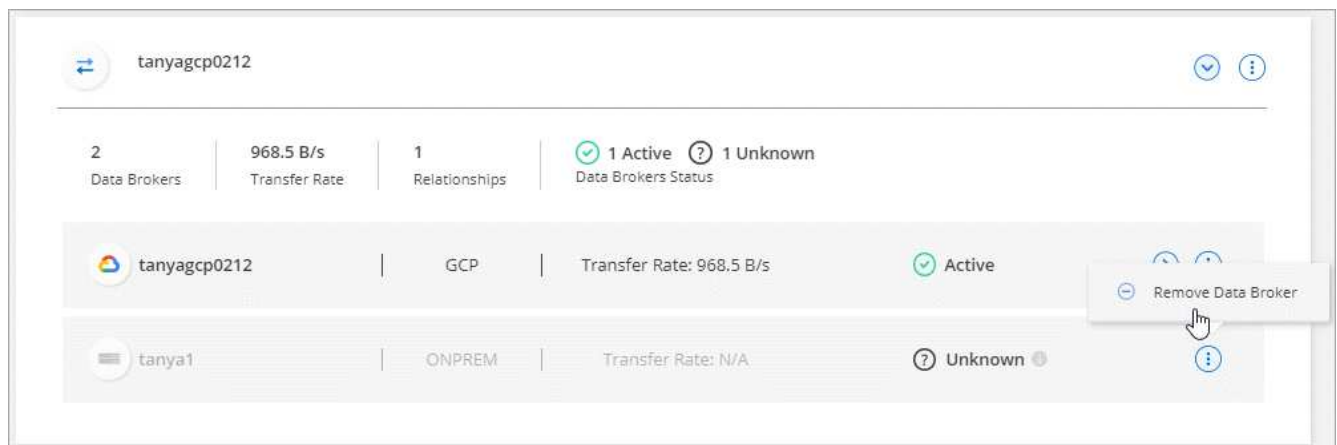 tanyagcp0212
2 968.5 B/s 1 1 Active ? 1 Unknown
Data Brokers Transfer Rate Relationships Data Brokers Status
tanyagcp0212 GCP Transfer Rate: 968.5 B/s Active
Remove Data Broker
tanya1 ONPREM Transfer Rate: N/A ? Unknown